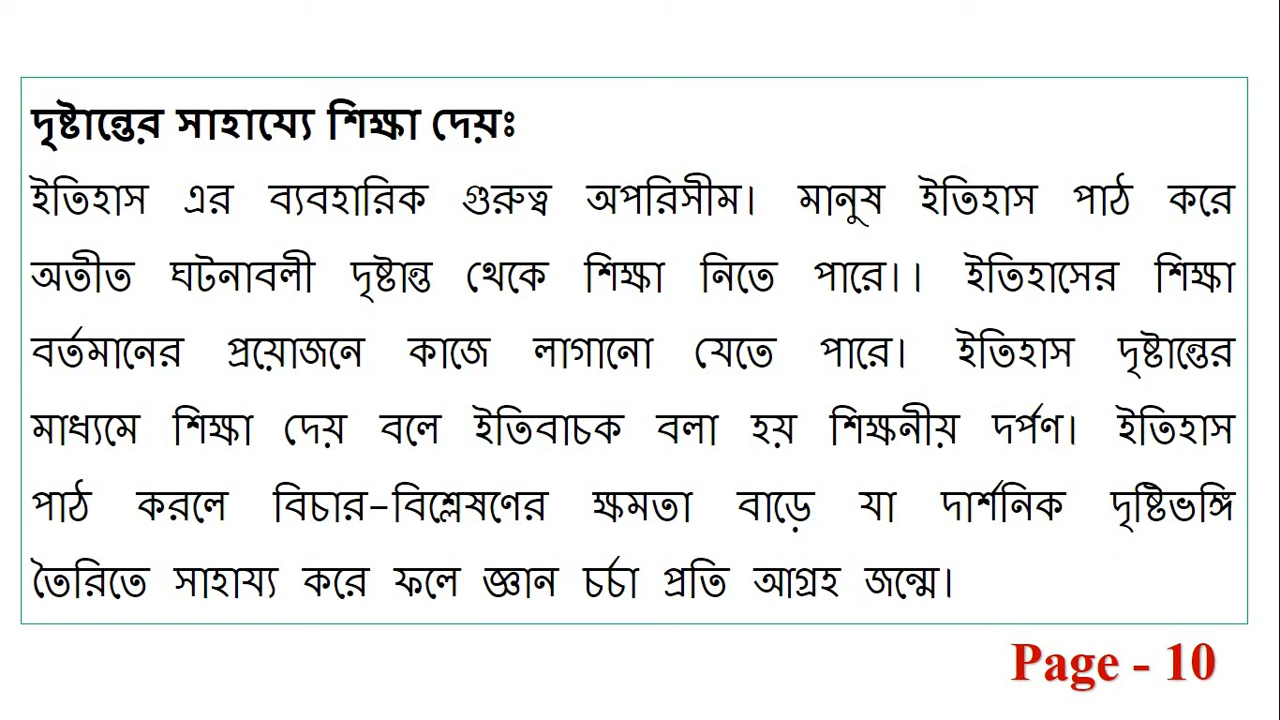 দৃষ্টান্তের সাহায্যে শিক্ষা দেয়ঃ
ইতিহাস এর ব্যবহারিক গুরুত্ব অপরিসীম। মানুষ ইতিহাস পাঠ করে
অতীত ঘটনাবলী দৃষ্টান্ত থেকে শিক্ষা নিতে পারে।। ইতিহাসের শিক্ষা
বর্তমানের প্রয়োজনে কাজে লাগানো যেতে পারে। ইতিহাস দৃষ্টান্তের
মাধ্যমে শিক্ষা দেয় বলে ইতিবাচক বলা হয় শিক্ষনীয় দর্পণ। ইতিহাস
পাঠ করলে বিচার-বিশ্লেষণের ক্ষমতা বাড়ে যা দার্শনিক দৃষ্টিভঙ্গি
তৈরিতে সাহায্য করে ফলে জ্ঞান চর্চা প্রতি আগ্রহ জন্মে।
Page - 10